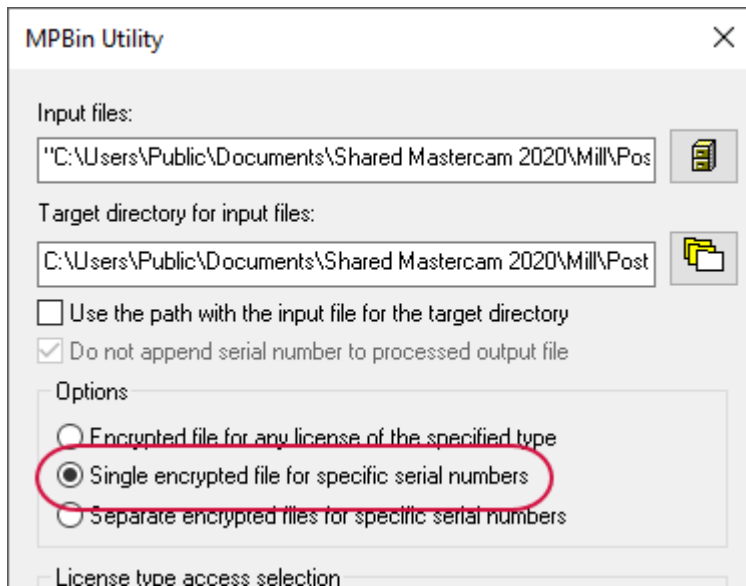 MPBin Utility
Input files:
"C:\Users\Public\Documents\Shared Mastercam 2020\Mill\Pos
Target directory for input files:
C:\Users\Public\Documents\Shared Mastercam 2020\Mill\Post
Use the path with the input file for the target directory
Do not append serial number to processed output file
Options
Encrypted file for any license of the specified type
Single encrypted file for specific serial numbers
Separate encrypted files for specific serial numbers
License type access selection